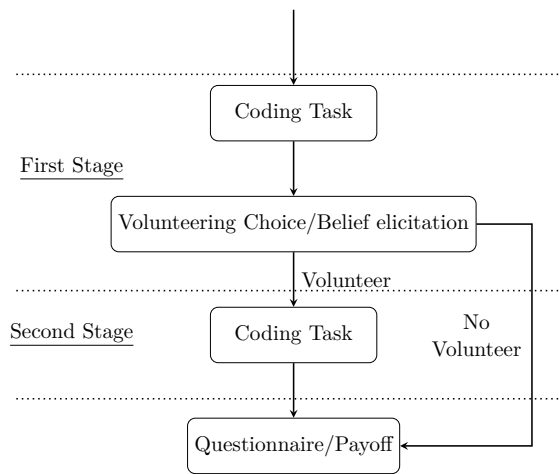 Coding Task
First Stage
Volunteering Choice/Belief elicitation
Volunteer
Second Stage
Coding Task
No
Volunteer
Questionnaire/Payoff